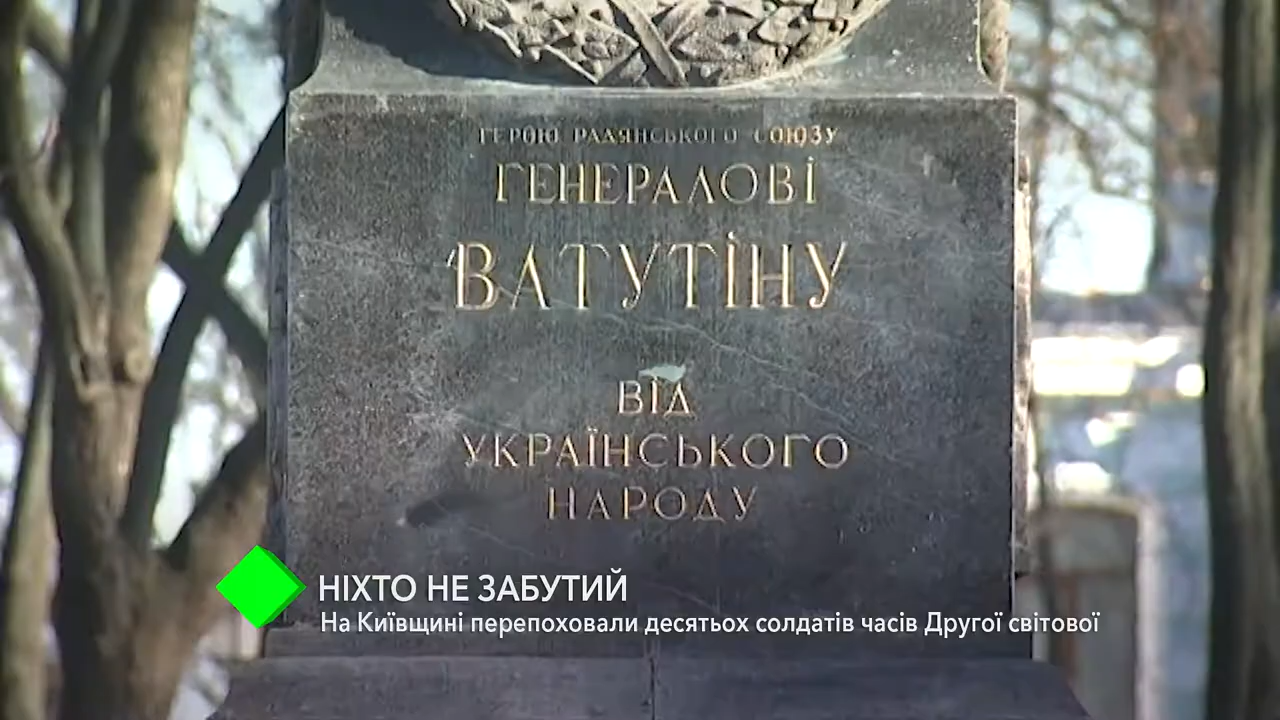 ГЕРОЮ РАДЯНСЬКОГО СОЮЗУ
ГЕНЕРАЛОВІ
ВАТУТІНУ
ВІД
УКРАЇНСЬКОГО
НАРОДУ
НІХТО НЕ ЗАБУТИЙ
На Київщині перепоховали десятьох солдатів часів Другої світової